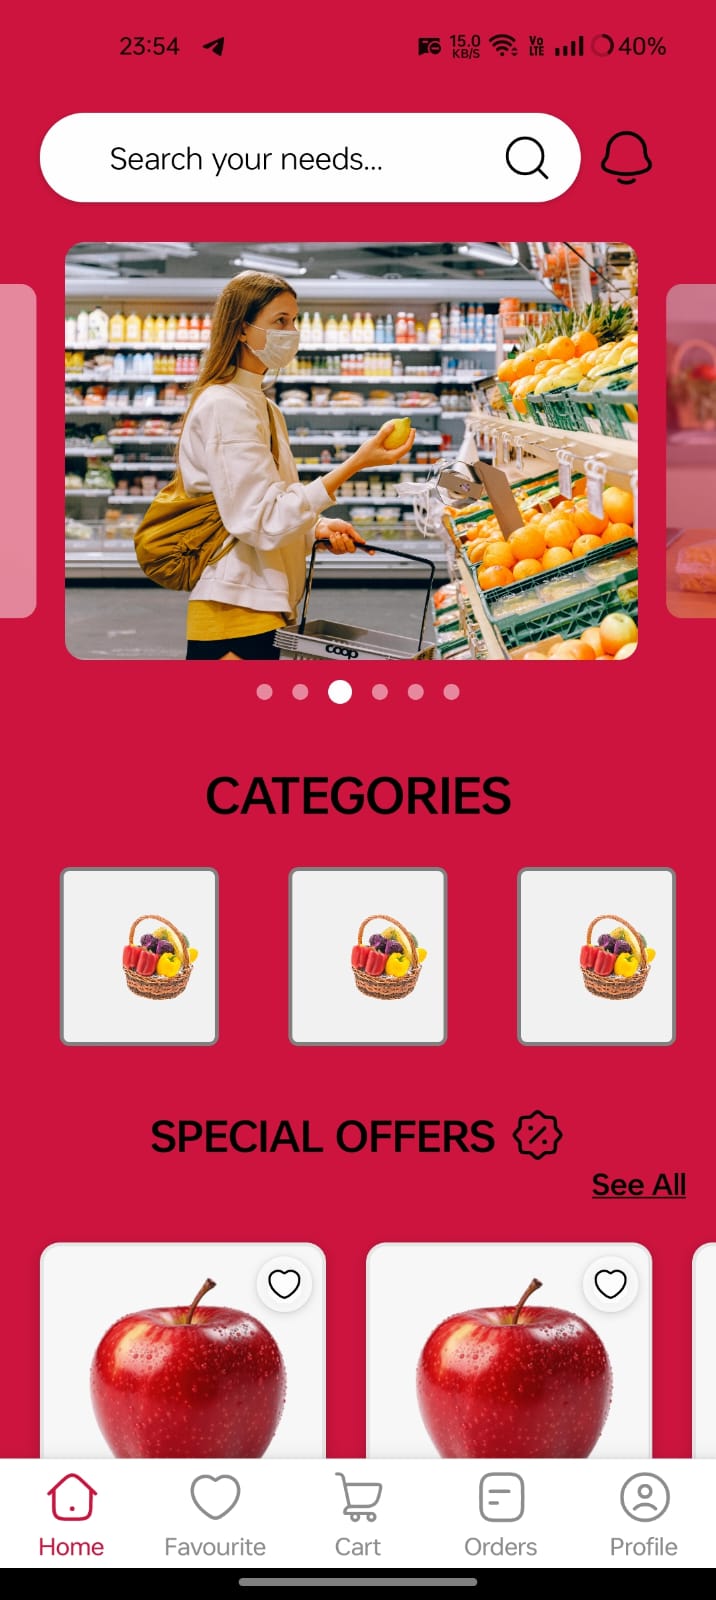 23:54
15.0
KB/S
Vo
LTE
40%
Search your needs...
coop
CATEGORIES
SPECIAL OFFERS
See All
Home
Favourite
Cart
Orders
Profile